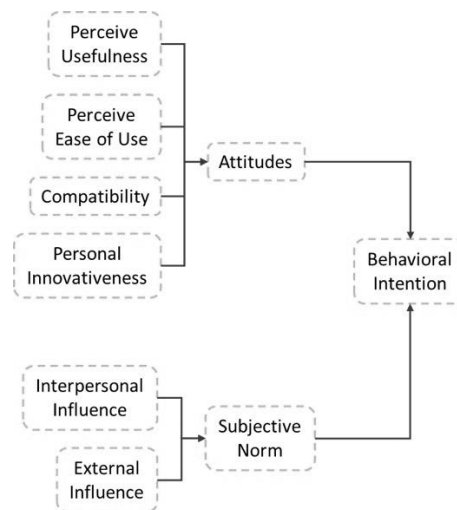 Perceive
Usefulness
Perceive
Ease of Use
Attitudes
Compatibility
Personal
Innovativeness
Behavioral
Intention
Interpersonal
Influence
Subjective
Norm
External
Influence